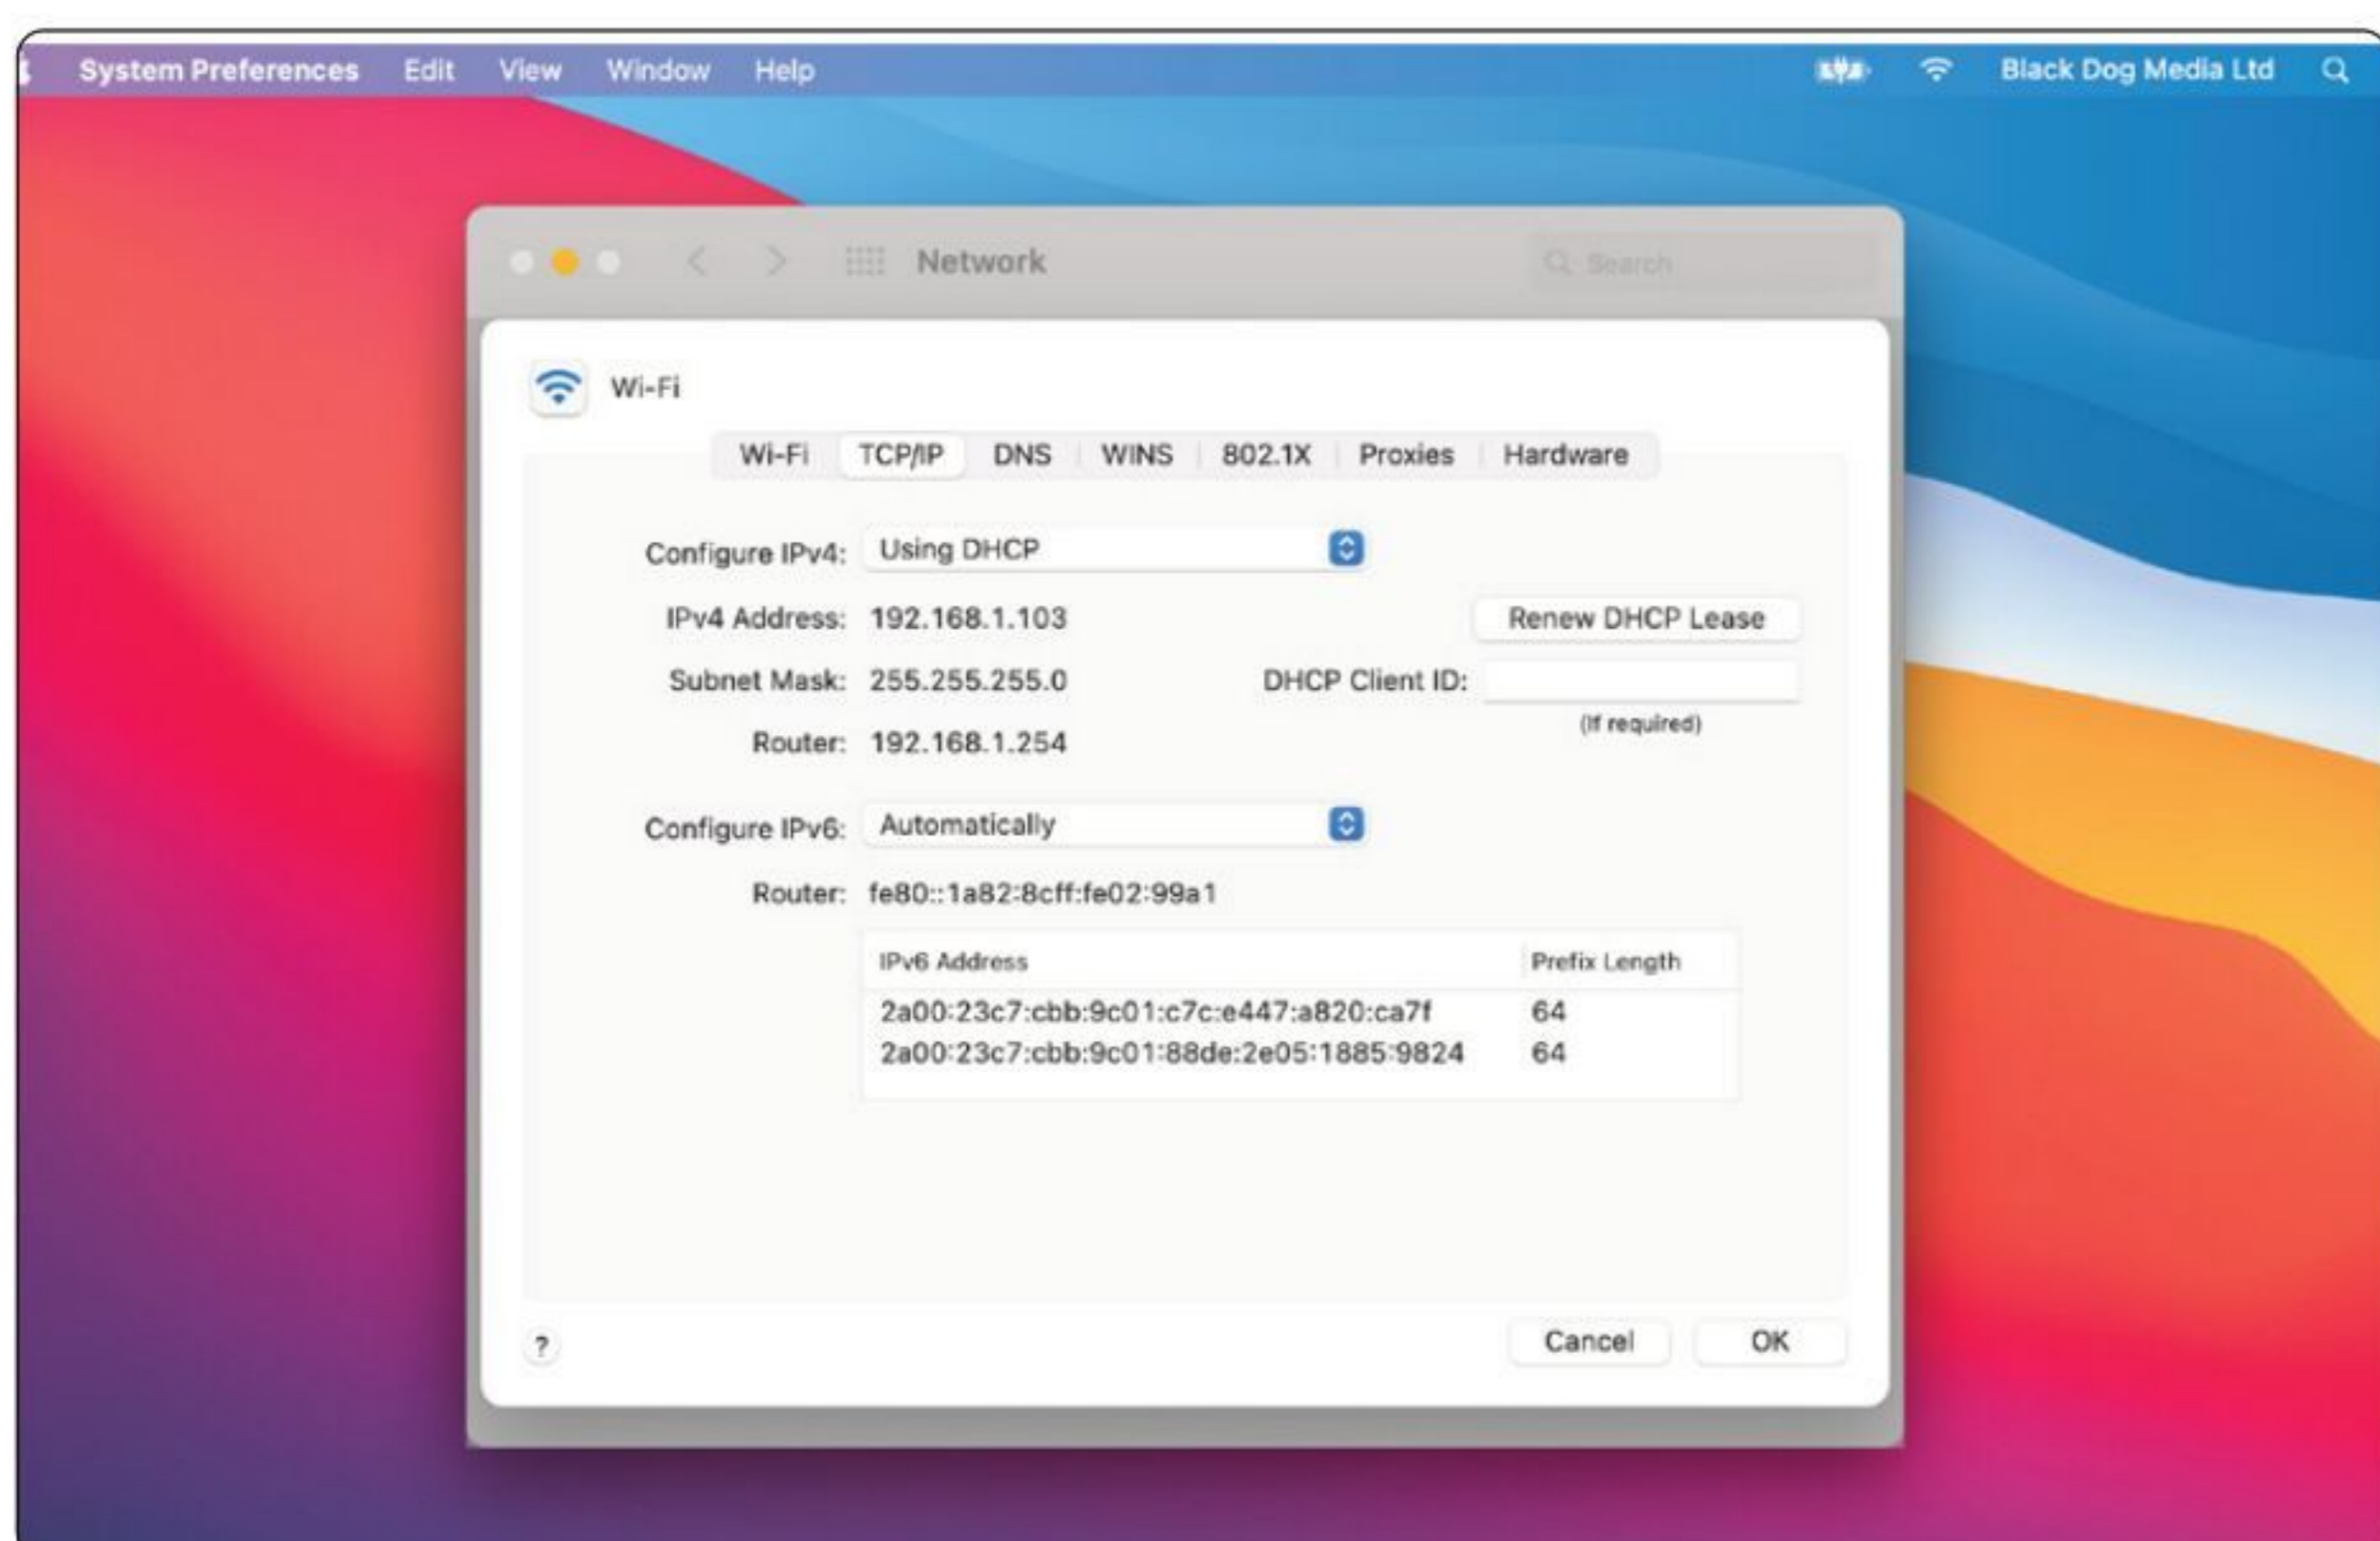 System Preferences Edit View Window Help Black Dog Media Ltd
Network Search
Wi-Fi
Wi-Fi TCP/IP DNS WINS 802.1X Proxies Hardware
Configure IPv4: Using DHCP
IPv4 Address: 192.168.1.103 Renew DHCP Lease
Subnet Mask: 255.255.255.0 DHCP Client ID:
(If required)
Router: 192.168.1.254
Configure IPv6: Automatically
Router: fe80::1a82:8cff:fe02:99a1
IPv6 Address Prefix Length
2a00:23c7:cbb:9c01:c7c:e447:a820:ca7f 64
2a00:23c7:cbb:9c01:88de:2e05:1885:9824 64
? Cancel OK